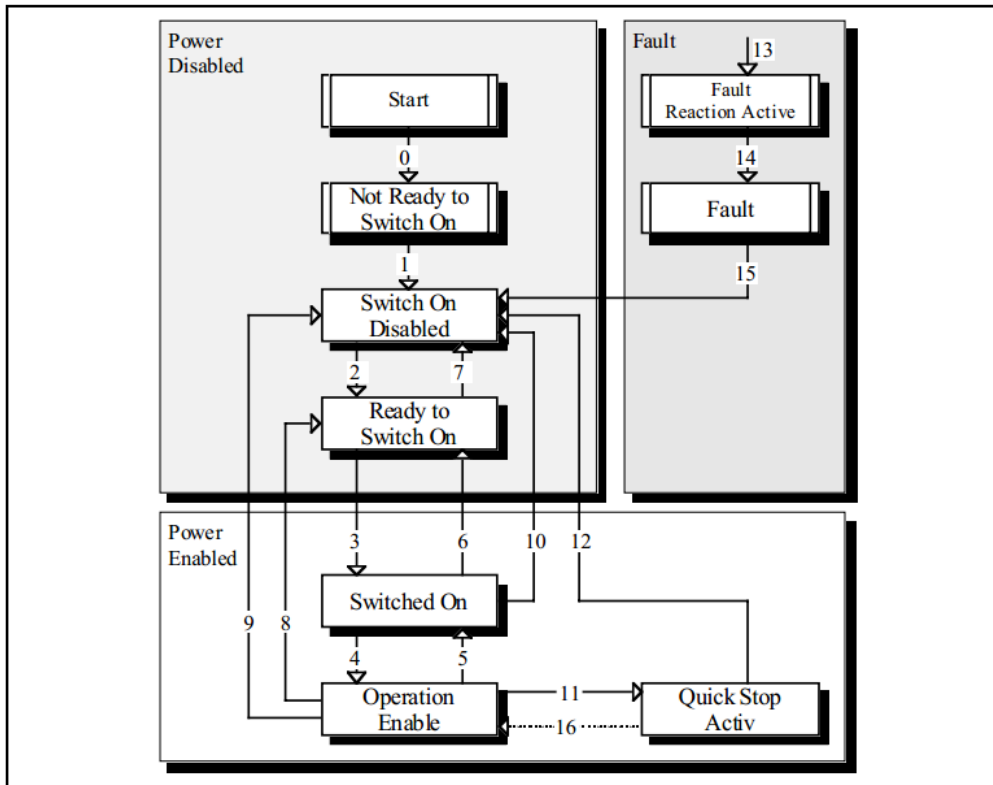 Power
Disabled
Start
0
Not Ready to
Switch On
1
Switch On
Disabled
2
7
Ready to
Switch On
Fault
13
Fault
Reaction Active
14
Fault
15
Power
Enabled
3
6
10
12
Switched On
9
8
4
5
Operation
Enable
11
16
Quick Stop
Activ